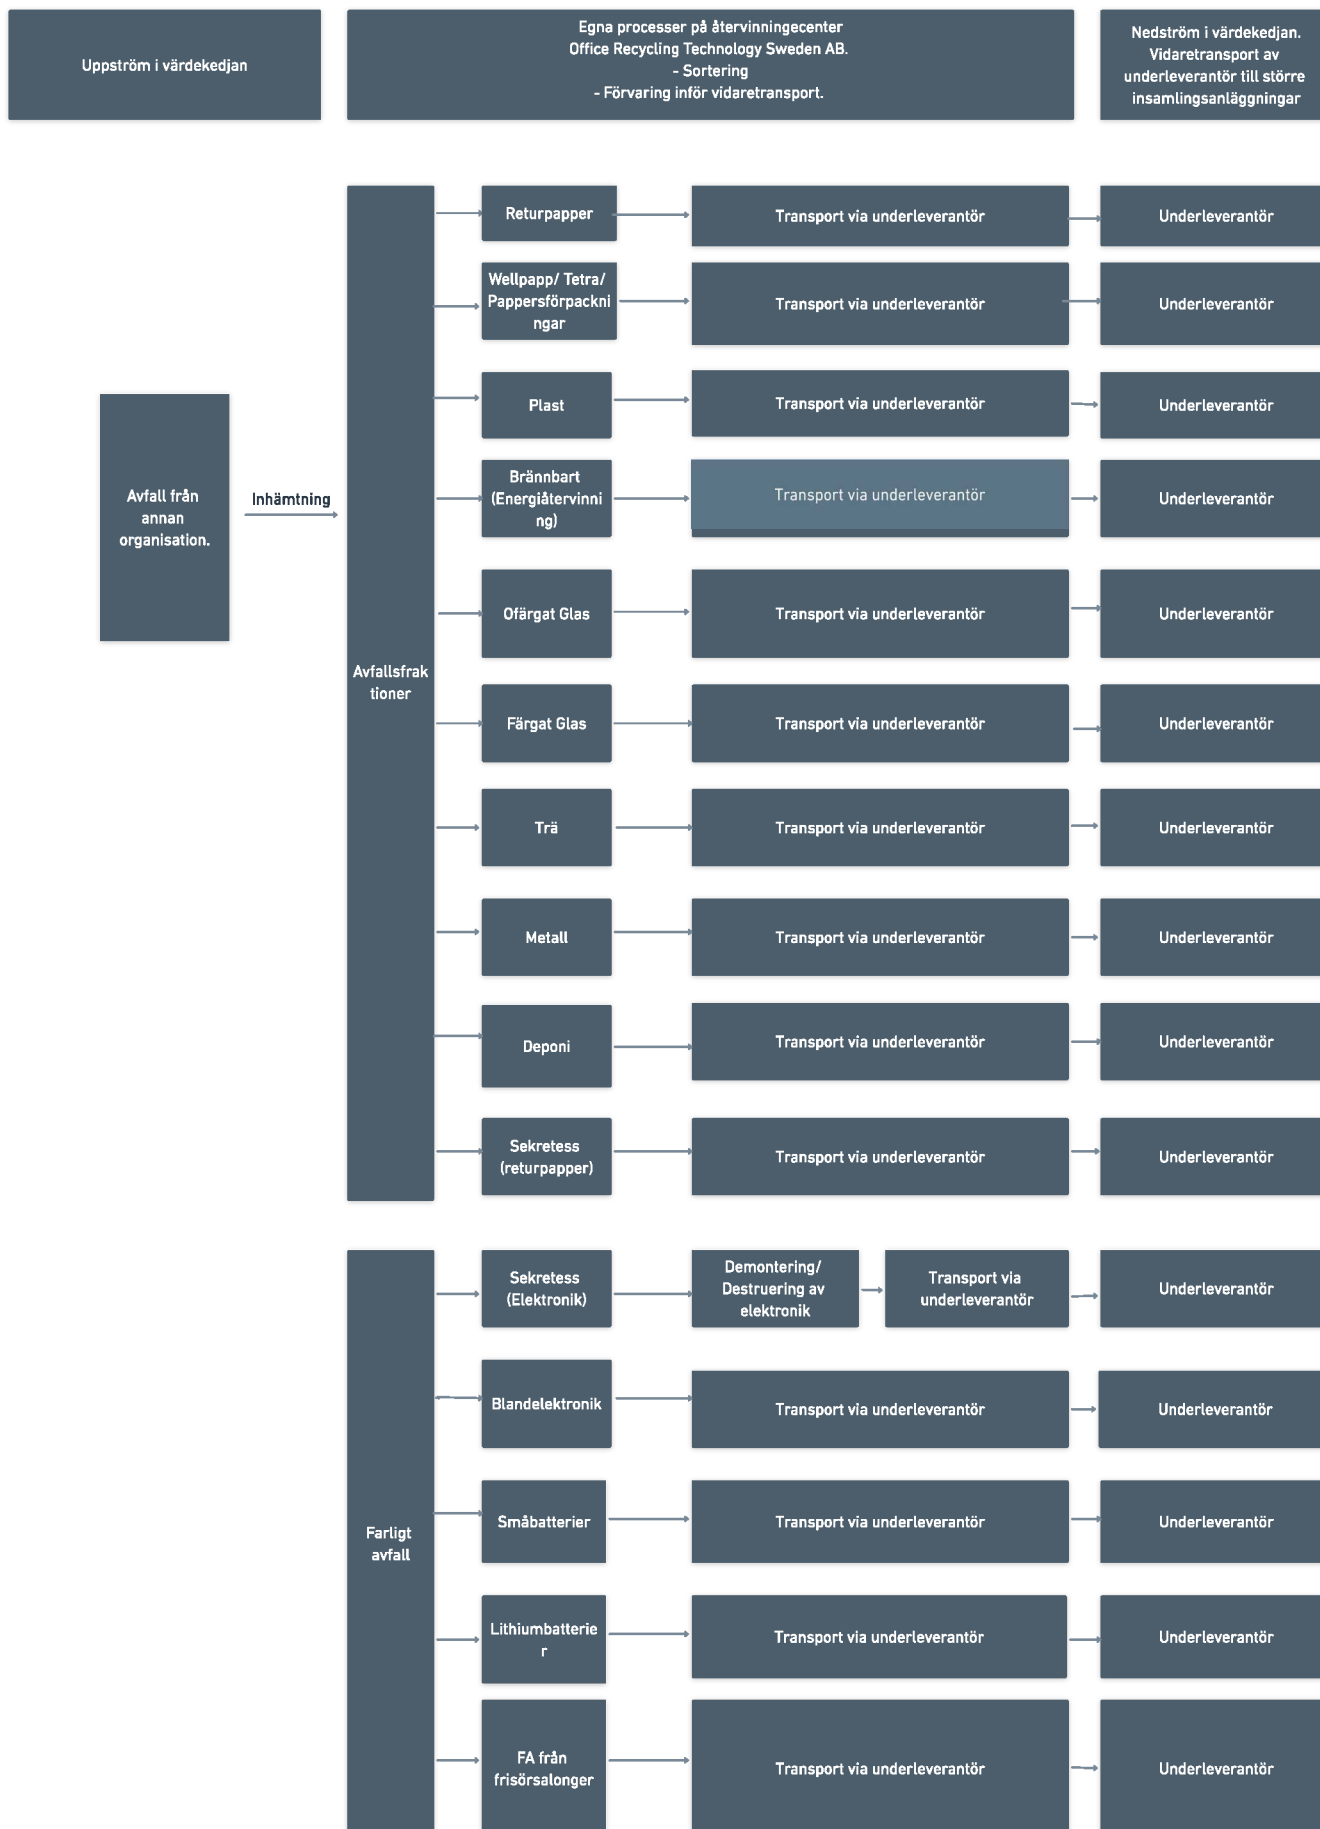 Uppström i värdekedjan
Egna processer på återvinningecenter
Office Recycling Technology Sweden AB.
- Sortering
- Förvaring inför vidaretransport.
Nedström i värdekedjan.
Vidaretransport av
underleverantör till större
insamlingsanläggningar
Avfall från
annan
organisation.
Inhämtning
Avfallsfrak
tioner
Returpapper
Transport via underleverantör
Underleverantör
Wellpapp/ Tetra/
Pappersförpackni
ngar
Transport via underleverantör
Underleverantör
Plast
Transport via underleverantör
Underleverantör
Brännbart
(Energiåtervinni
ng)
Transport via underleverantör
Underleverantör
Ofärgat Glas
Transport via underleverantör
Underleverantör
Färgat Glas
Transport via underleverantör
Underleverantör
Trä
Transport via underleverantör
Underleverantör
Metall
Transport via underleverantör
Underleverantör
Deponi
Transport via underleverantör
Underleverantör
Sekretess
(returpapper)
Transport via underleverantör
Underleverantör
Farligt
avfall
Sekretess
(Elektronik)
Demontering/
Destruering av
elektronik
Transport via
underleverantör
Underleverantör
Blandelektronik
Transport via underleverantör
Underleverantör
Småbatterier
Transport via underleverantör
Underleverantör
Lithiumbatterie
r
Transport via underleverantör
Underleverantör
FA från
frisörsalonger
Transport via underleverantör
Underleverantör